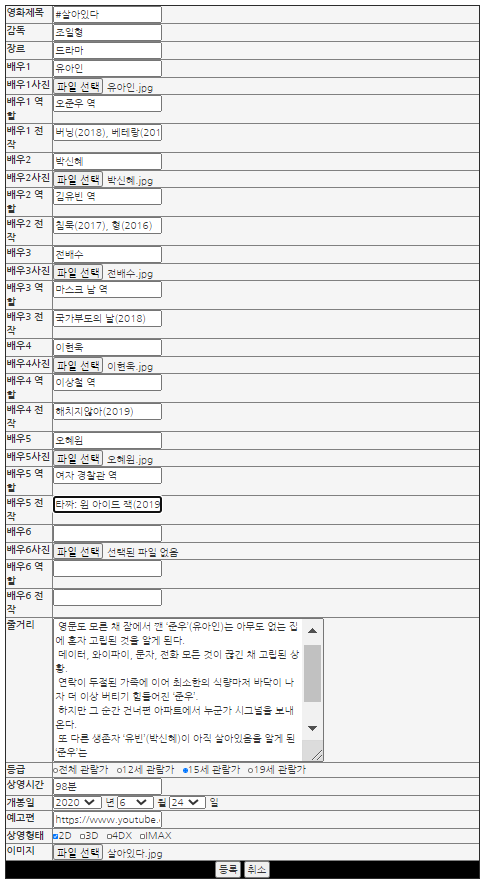 영화제목 #살아있다
감독 조일형
장르 드라마
배우1 유아인
배우1사진 파일 선택 유아인.jpg
배우1 역
할 오준우 역
배우1 전
작 버닝(2018), 베테랑(201
배우2 박신혜
배우2사진 파일 선택 박신혜.jpg
배우2 역
할 김유빈 역
배우2 전
작 침묵(2017), 형(2016)
배우3 전배수
배우3사진 파일 선택 전배수.jpg
배우3 역
할 마스크 남 역
배우3 전
작 국가부도의 날(2018)
배우4 이현욱
배우4사진 파일 선택 이현욱.jpg
배우4 역
할 이상철 역
배우4 전
작 해치지않아(2019)
배우5 오혜원
배우5사진 파일 선택 오혜원.jpg
배우5 역
할 여자 경찰관 역
배우5 전
작 타짜: 원 아이드 잭(2019
배우6
배우6사진 파일 선택 선택된 파일 없음
배우6 역
할
배우6 전
작
줄거리 영문도 모른 채 잠에서 깬 ‘준우’(유아인)는 아무도 없는 집
에 혼자 고립된 것을 알게 된다.
데이터, 와이파이, 문자, 전화 모든 것이 끊긴 채 고립된 상
황.
연락이 두절된 가족에 이어 최소한의 식량마저 바닥이 나
자 더 이상 버티기 힘들어진 ‘준우’.
하지만 그 순간 건너편 아파트에서 누군가 시그널을 보내
온다.
또 다른 생존자 ‘유빈’(박신혜)이 아직 살아있음을 알게 된
‘준우’는
등급 전체 관람가 12세 관람가 15세 관람가 19세 관람가
상영시간 98분
개봉일 2020 년 6 월 24 일
예고편 https://www.youtube.
상영형태 2D 3D 4DX IMAX
이미지 파일 선택 살아있다.jpg
등록 취소